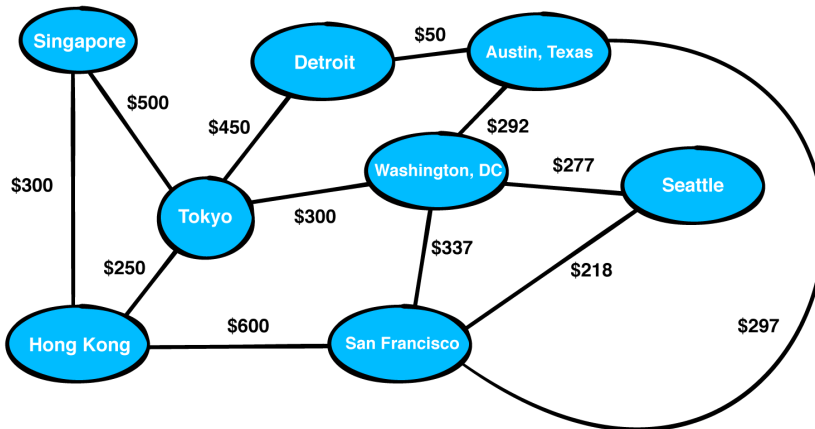 Singapore
Detroit
$50
Austin, Texas
$500
$450
$292
$300
Washington, DC
$277
Seattle
Tokyo
$300
$337
$250
$218
$600
$297
Hong Kong
San Francisco